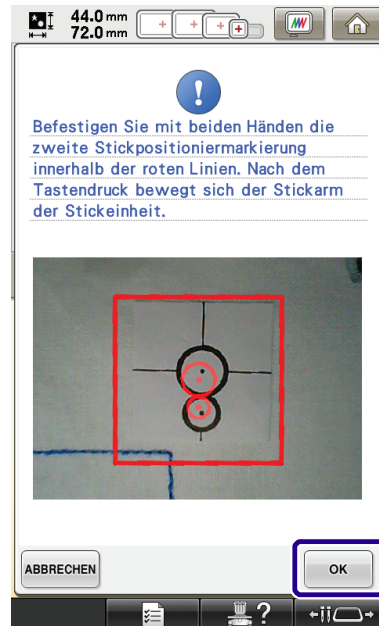 44.0 mm
72.0 mm
Befestigen Sie mit beiden Händen die
zweite Stickpositioniermarkierung
innerhalb der roten Linien. Nach dem
Tastendruck bewegt sich der Stickarm
der Stickeinheit.
ABBRECHEN
OK
?